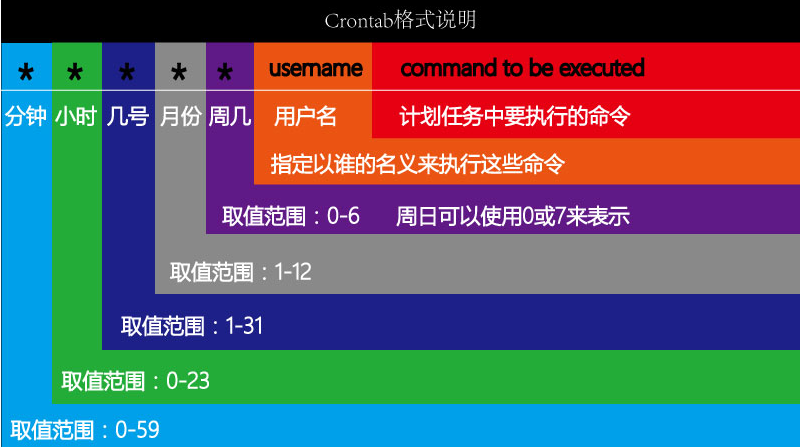 Crontab格式说明
* * * * * username command to be executed
分钟 小时 几号 月份 周几 用户名 计划任务中要执行的命令
指定以谁的名义来执行这些命令
取值范围：0-6 周日可以使用0或7来表示
取值范围：1-12
取值范围：1-31
取值范围：0-23
取值范围：0-59